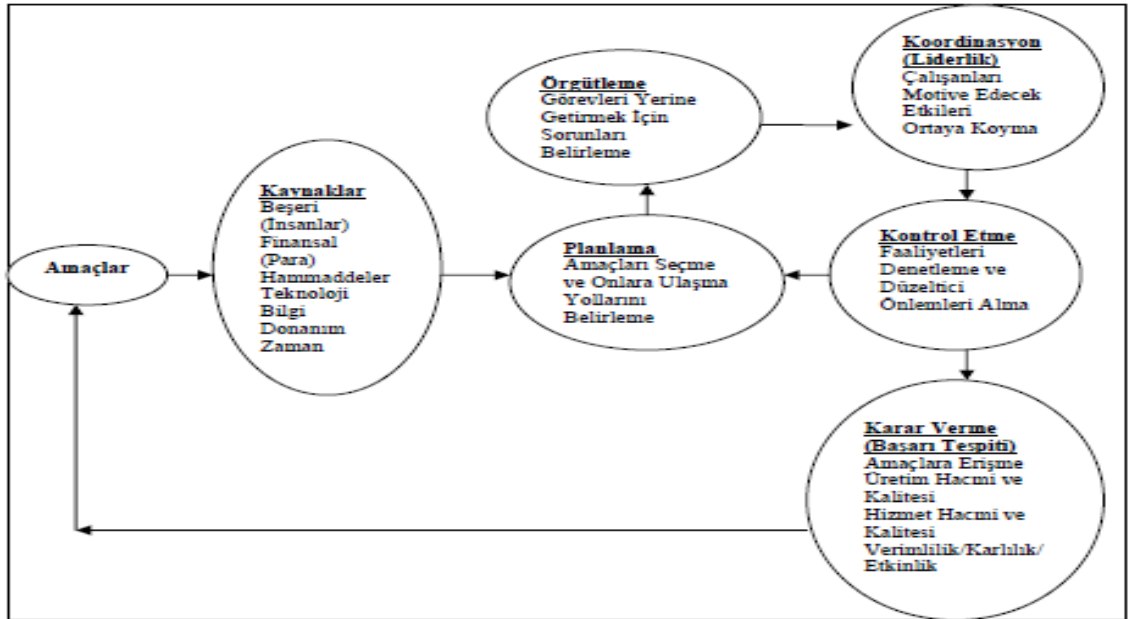 Amaçlar
Kaynaklar
Beşeri
(İnsanlar)
Finansal
(Para)
Hammaddeler
Teknoloji
Bilgi
Donanım
Zaman
Örgütleme
Görevleri Yerine
Getirmek İçin
Sorunları
Belirleme
Planlama
Amaçları Seçme
ve Onlara Ulaşma
Yollarını
Belirleme
Koordinasyon
(Liderlik)
Çalışanları
Motive Edecek
Etkileri
Ortaya Koyma
Kontrol Etme
Faaliyetleri
Denetleme ve
Düzeltici
Önlemleri Alma
Karar Verme
(Başarı Tespiti)
Amaçlara Erişme
Üretim Hacmi ve
Kalitesi
Hizmet Hacmi ve
Kalitesi
Verimlilik/Karlılık/
Etkinlik